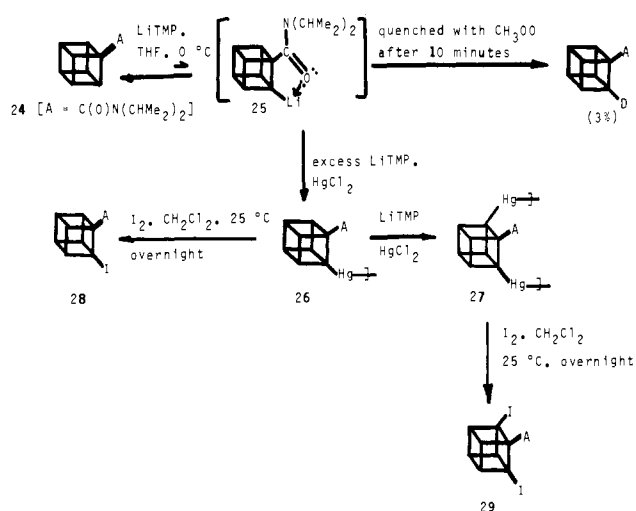 LiTMP.
THF. 0 °C
A
24 [A = C(O)N(CHMe2)2]
N(CHMe2)2
C
O
Li
25
quenched with CH3OO
after 10 minutes
A
D
(3%)
excess LiTMP.
HgCl2
A
I
28
I2. CH2Cl2. 25 °C
overnight
A
Hg
26
LiTMP
HgCl2
Hg
A
Hg
27
I2. CH2Cl2
25 °C. overnight
I
A
I
29